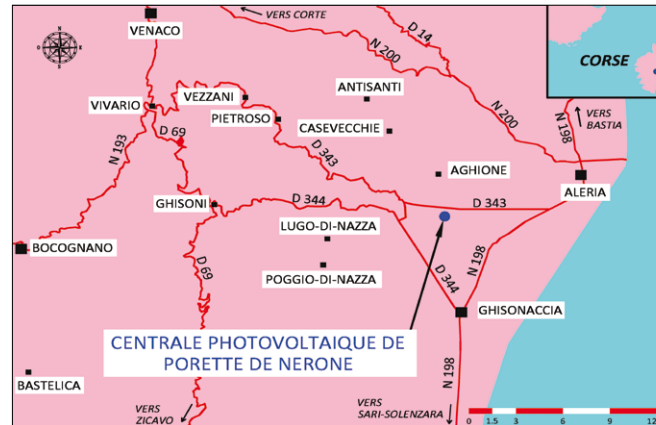 VENACO
VERS CORTE
D 14
CORSE
N 200
VIVARIO
VEZZANI
ANTISANTI
PIETROSO
CASEVECCHIE
N 200
N 198
VERS
BASTIA
D 69
N 193
D 343
AGHIONE
ALERIA
GHISONI
D 344
D 343
LUGO-DI-NAZZA
BOCOGNANO
D 69
POGGIO-DI-NAZZA
D 344
N 198
GHISONACCIA
CENTRALE PHOTOVOLTAIQUE DE
PORETTE DE NERONE
BASTELICA
N 198
VERS
ZICAVO
VERS
SARI-SOLENZARA
0 1.5 3 6 9 12